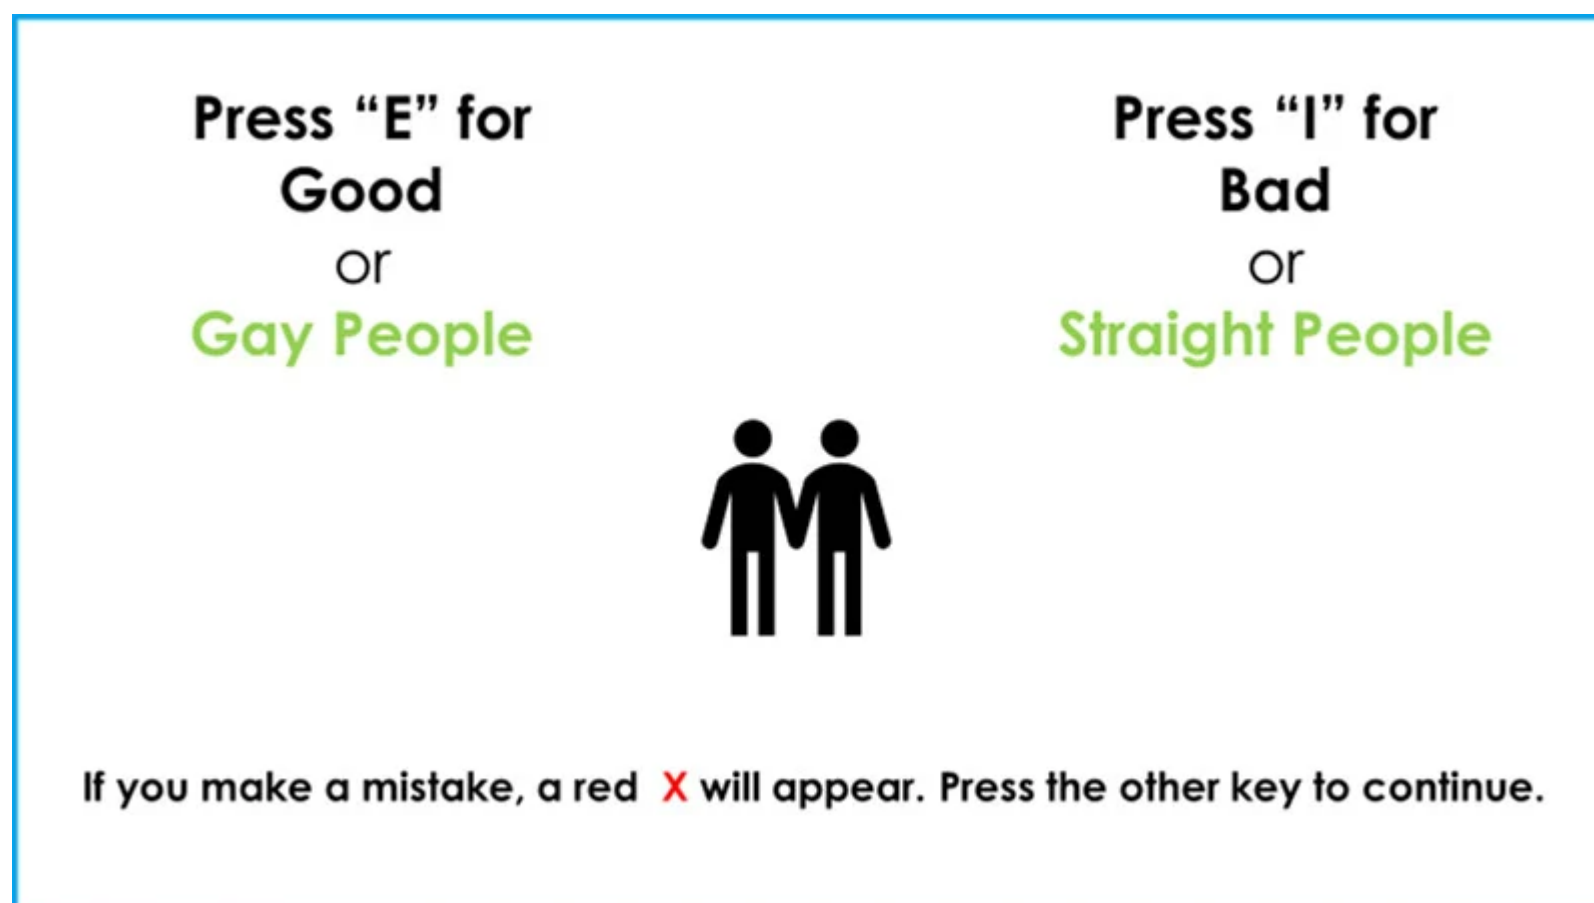 Press “E” for
Good
or
Gay People
Press “I” for
Bad
or
Straight People
If you make a mistake, a red X will appear. Press the other key to continue.